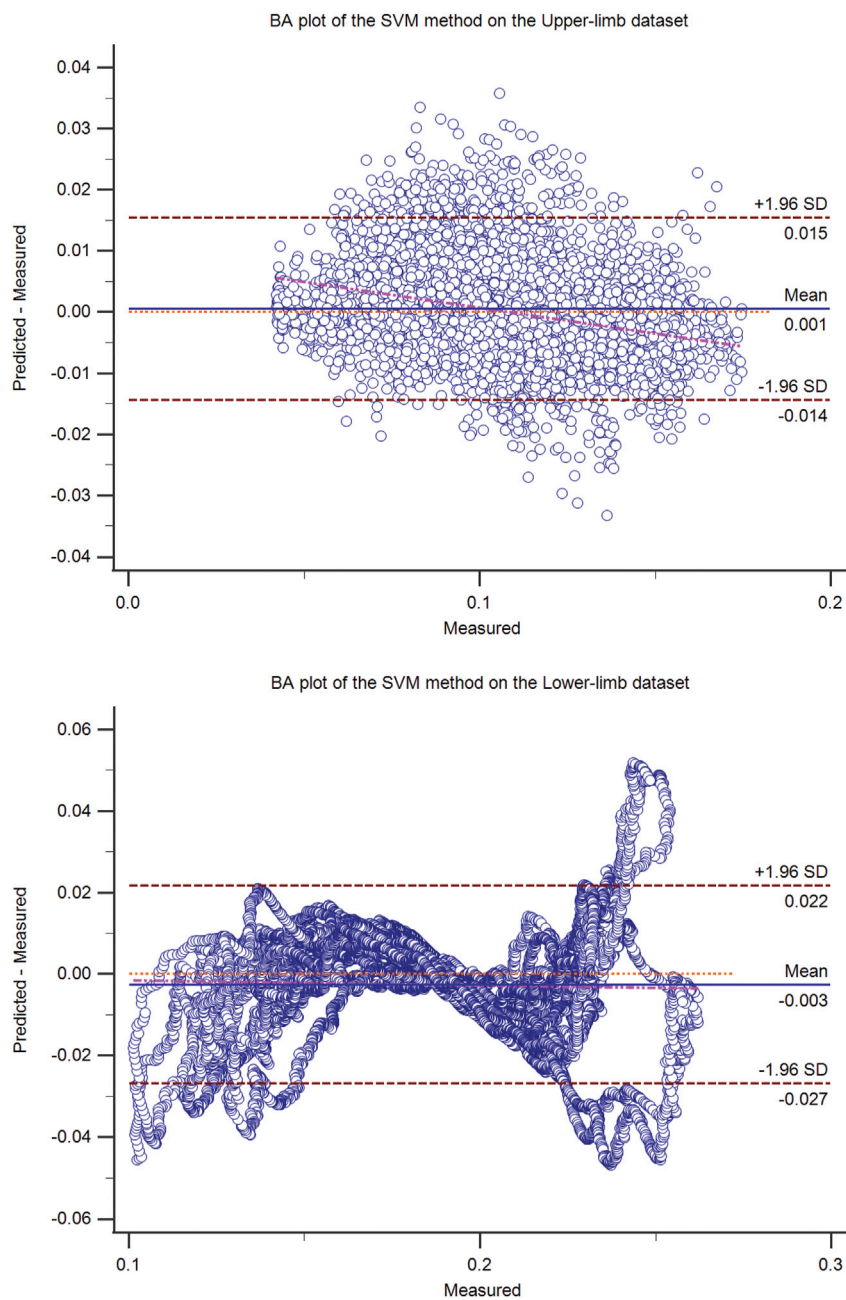 BA plot of the SVM method on the Upper-limb dataset
0.04
0.03
0.02
+1.96 SD
0.015
0.01
Mean
0.00
0.001
-0.01
-1.96 SD
-0.014
-0.02
-0.03
-0.04
Predicted - Measured
0.0
0.1
0.2
Measured
BA plot of the SVM method on the Lower-limb dataset
0.06
0.04
+1.96 SD
0.02
0.022
Mean
0.00
-0.003
-0.02
-1.96 SD
-0.027
-0.04
-0.06
Predicted - Measured
0.1
0.2
0.3
Measured